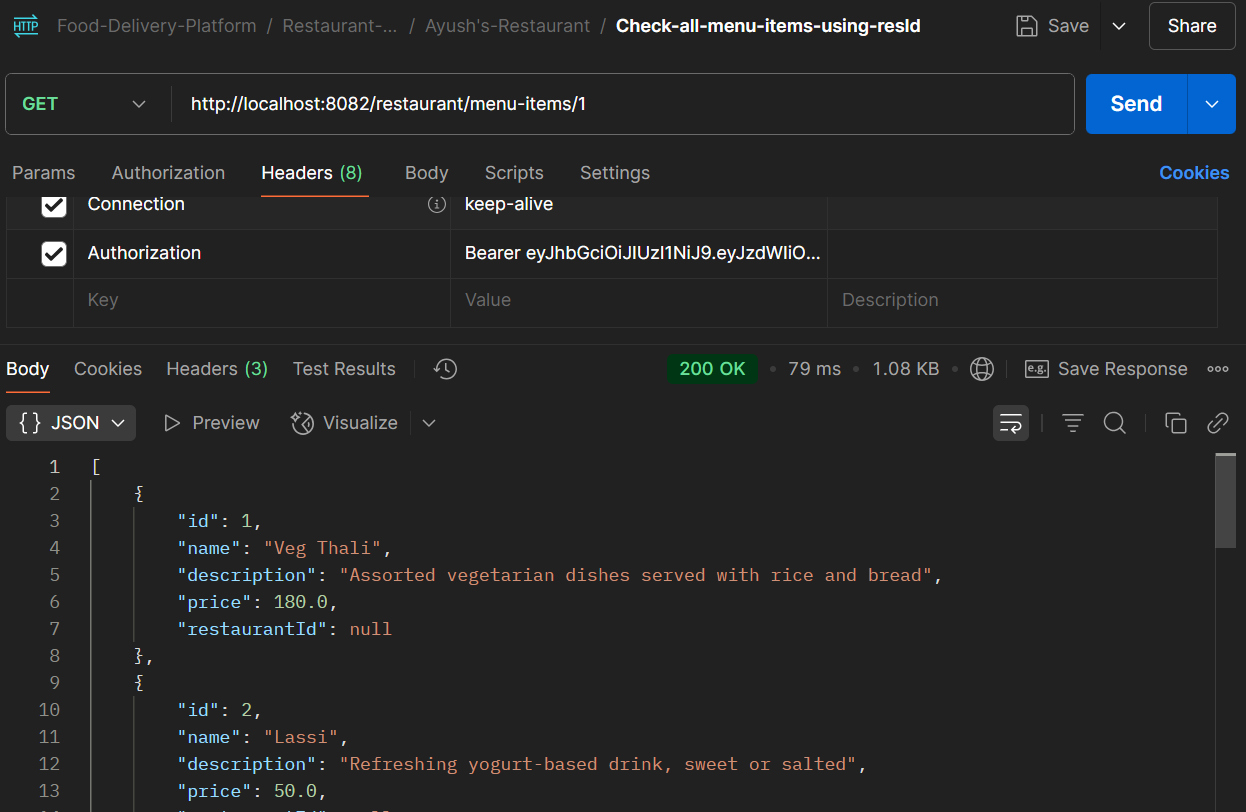 HTTP Food-Delivery-Platform / Restaurant-... / Ayush's-Restaurant / Check-all-menu-items-using-resId Save Share
GET http://localhost:8082/restaurant/menu-items/1 Send
Params Authorization Headers (8) Body Scripts Settings Cookies
Connection keep-alive
Authorization Bearer eyJhbGciOiJIUzI1NiJ9.eyJzdWIiO...
Key Value Description
Body Cookies Headers (3) Test Results 200 OK • 79 ms • 1.08 KB • e.g. Save Response
{} JSON Preview Visualize
1 [
2 {
3 "id": 1,
4 "name": "Veg Thali",
5 "description": "Assorted vegetarian dishes served with rice and bread",
6 "price": 180.0,
7 "restaurantId": null
8 },
9 {
10 "id": 2,
11 "name": "Lassi",
12 "description": "Refreshing yogurt-based drink, sweet or salted",
13 "price": 50.0,